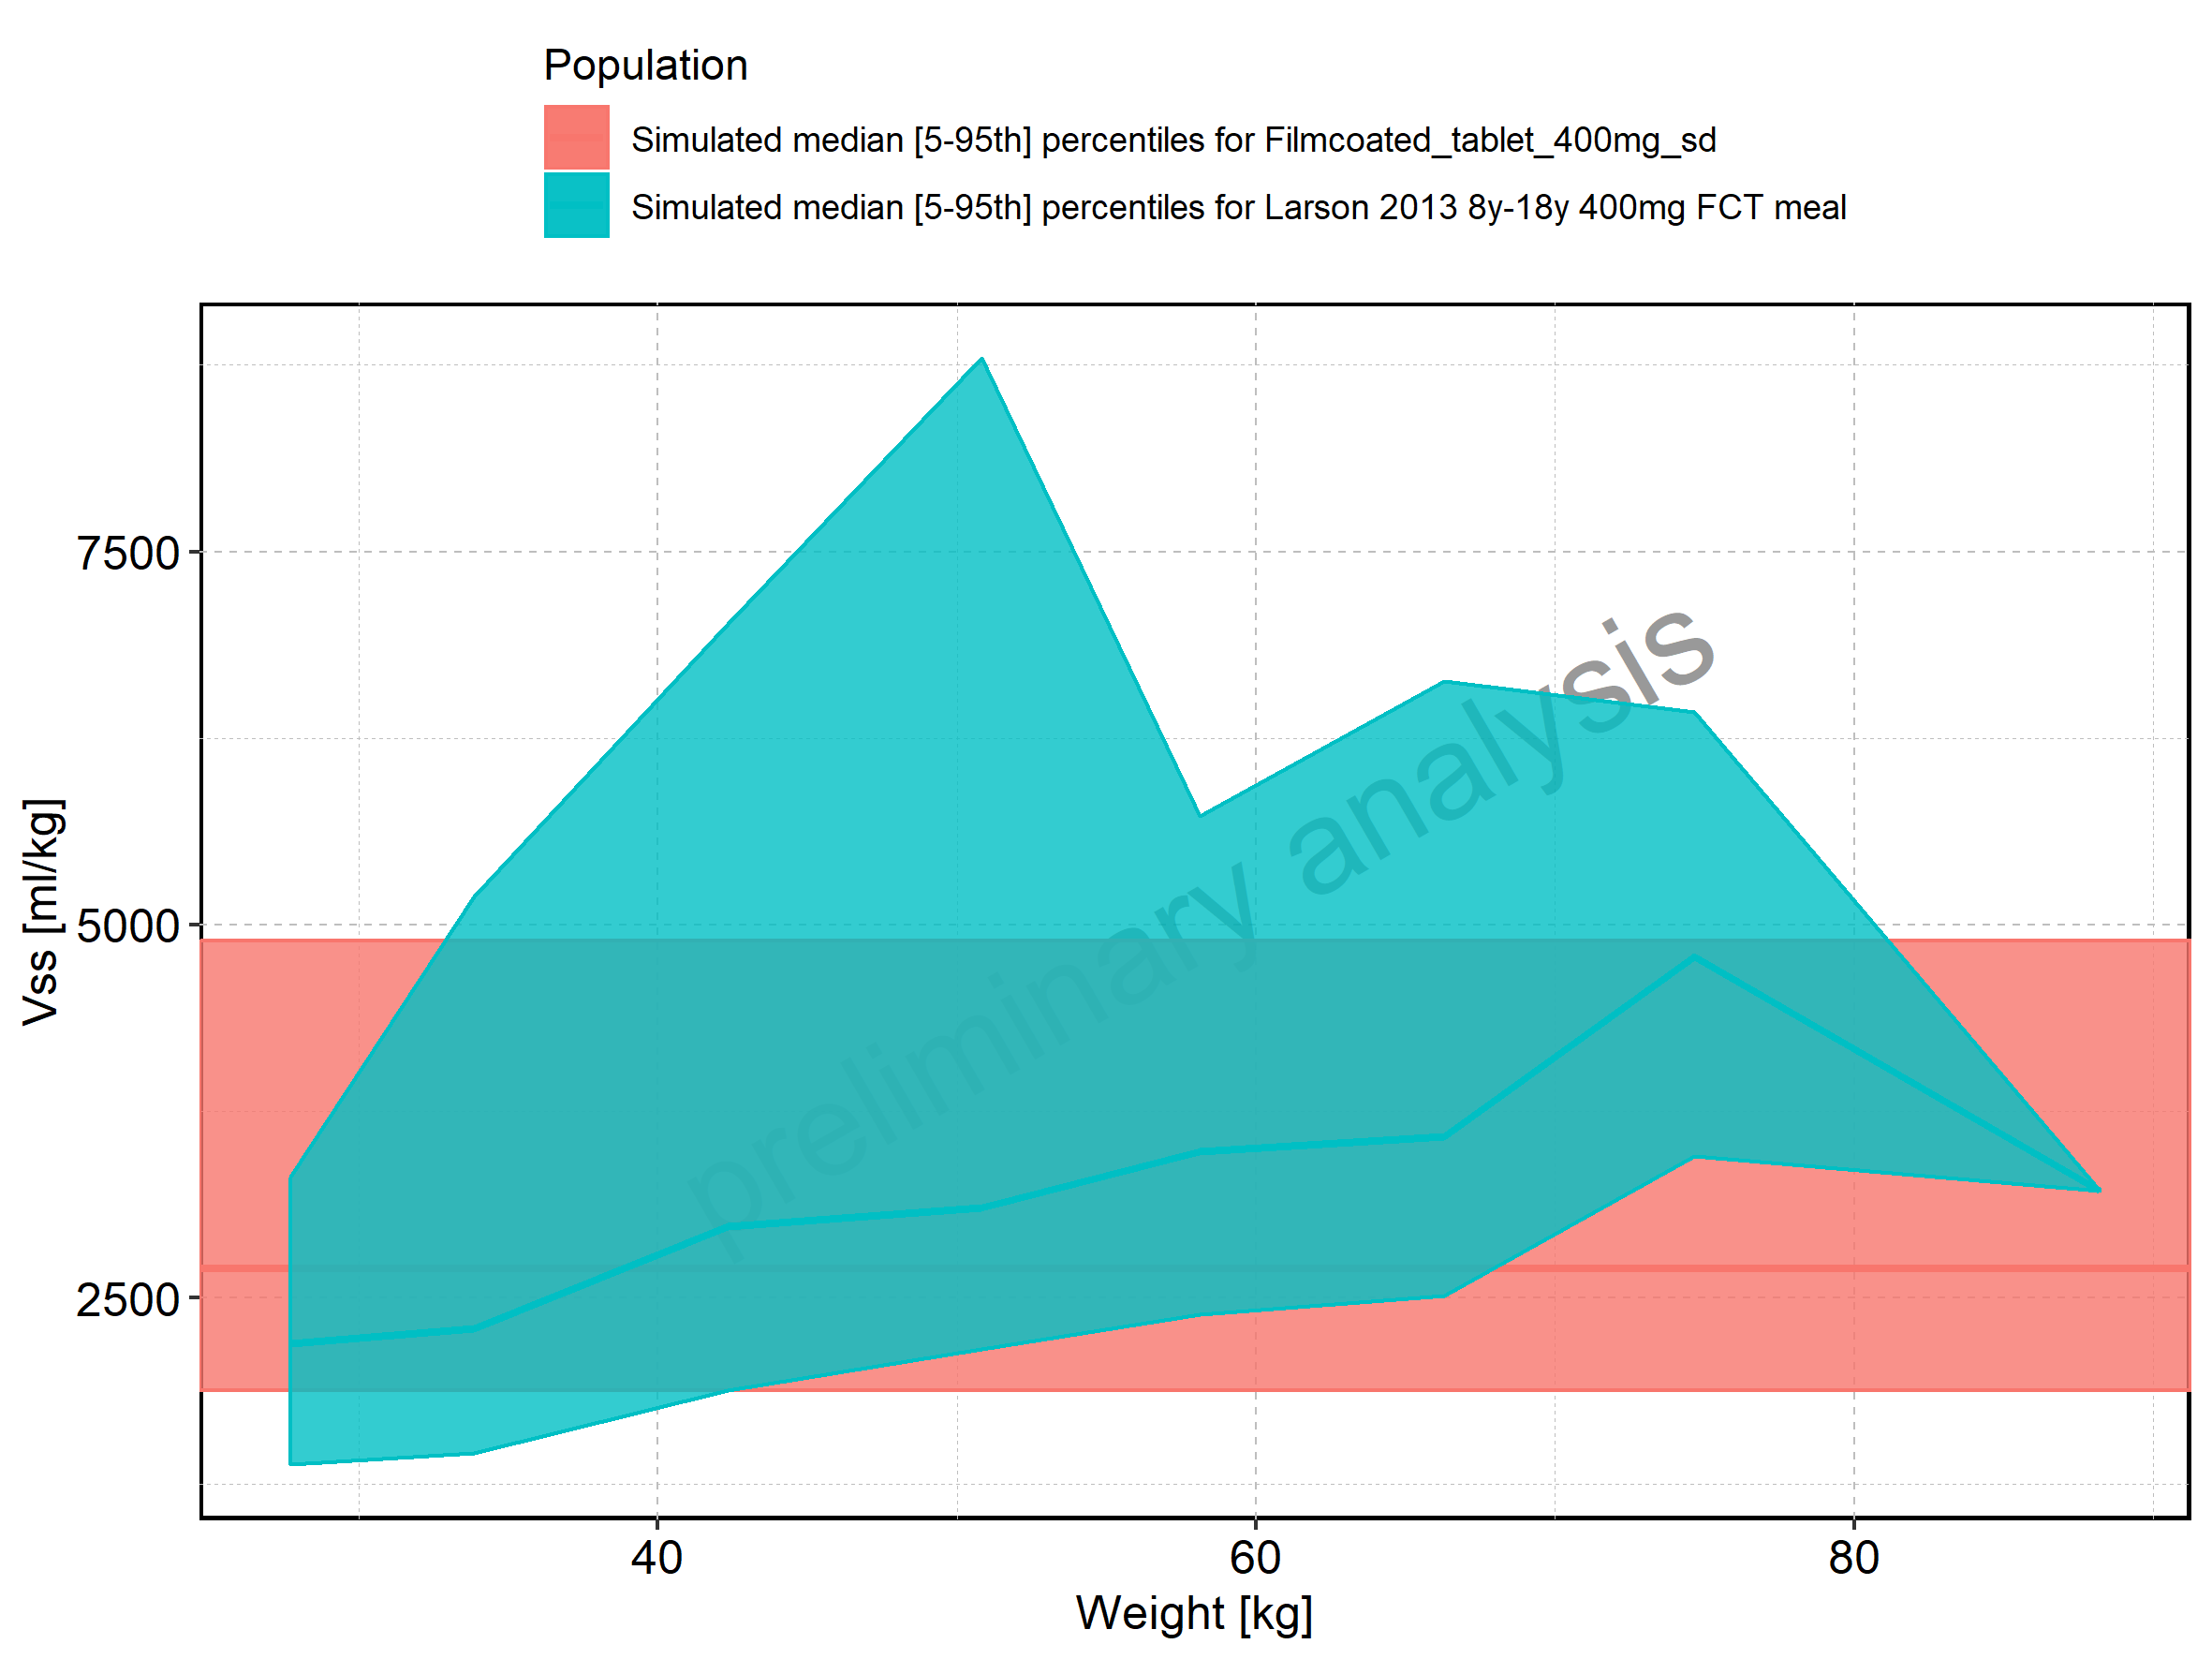 Population
Simulated median [5-95th] percentiles for Filmcoated_tablet_400mg_sd
Simulated median [5-95th] percentiles for Larson 2013 8y-18y 400mg FCT meal
7500
5000
2500
Vss [ml/kg]
preliminary analysis
40 60 80
Weight [kg]